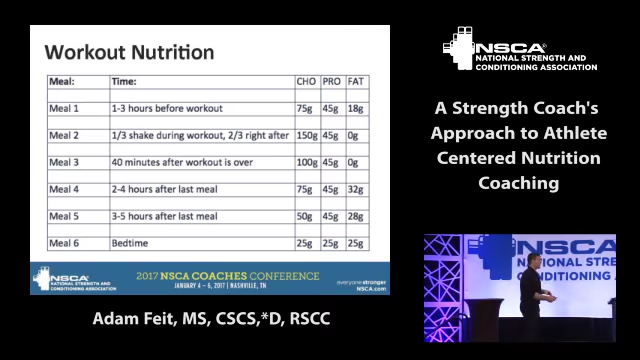 Workout Nutrition
Meal: Time: CHO PRO FAT
Meal 1 1-3 hours before workout 75g 45g 18g
Meal 2 1/3 shake during workout, 2/3 right after 150g 45g 0g
Meal 3 40 minutes after workout is over 100g 45g 0g
Meal 4 2-4 hours after last meal 75g 45g 32g
Meal 5 3-5 hours after last meal 50g 45g 28g
Meal 6 Bedtime 25g 25g 25g
NSCA
NATIONAL STRENGTH AND
CONDITIONING ASSOCIATION
2017 NSCA COACHES CONFERENCE
JANUARY 4 – 6, 2017 | NASHVILLE, TN
everyone stronger
NSCA.com
Adam Feit, MS, CSCS,*D, RSCC
NSCA
NATIONAL STRENGTH AND
CONDITIONING ASSOCIATION
A Strength Coach's
Approach to Athlete
Centered Nutrition
Coaching
NSCA
NATIONAL STREN
CONDITIONING ASSO